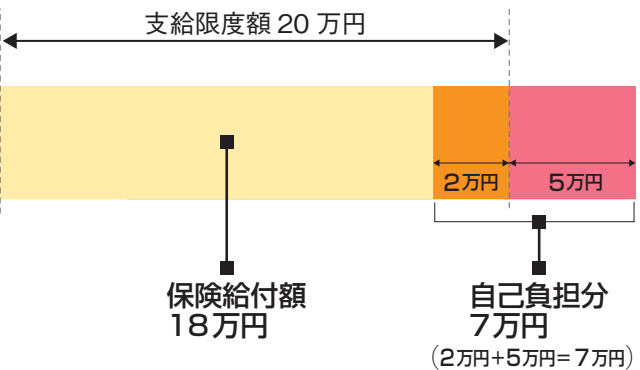 支給限度額 20 万円
2万円
5万円
保険給付額
18万円
自己負担分
7万円
(2万円+5万円=7万円)